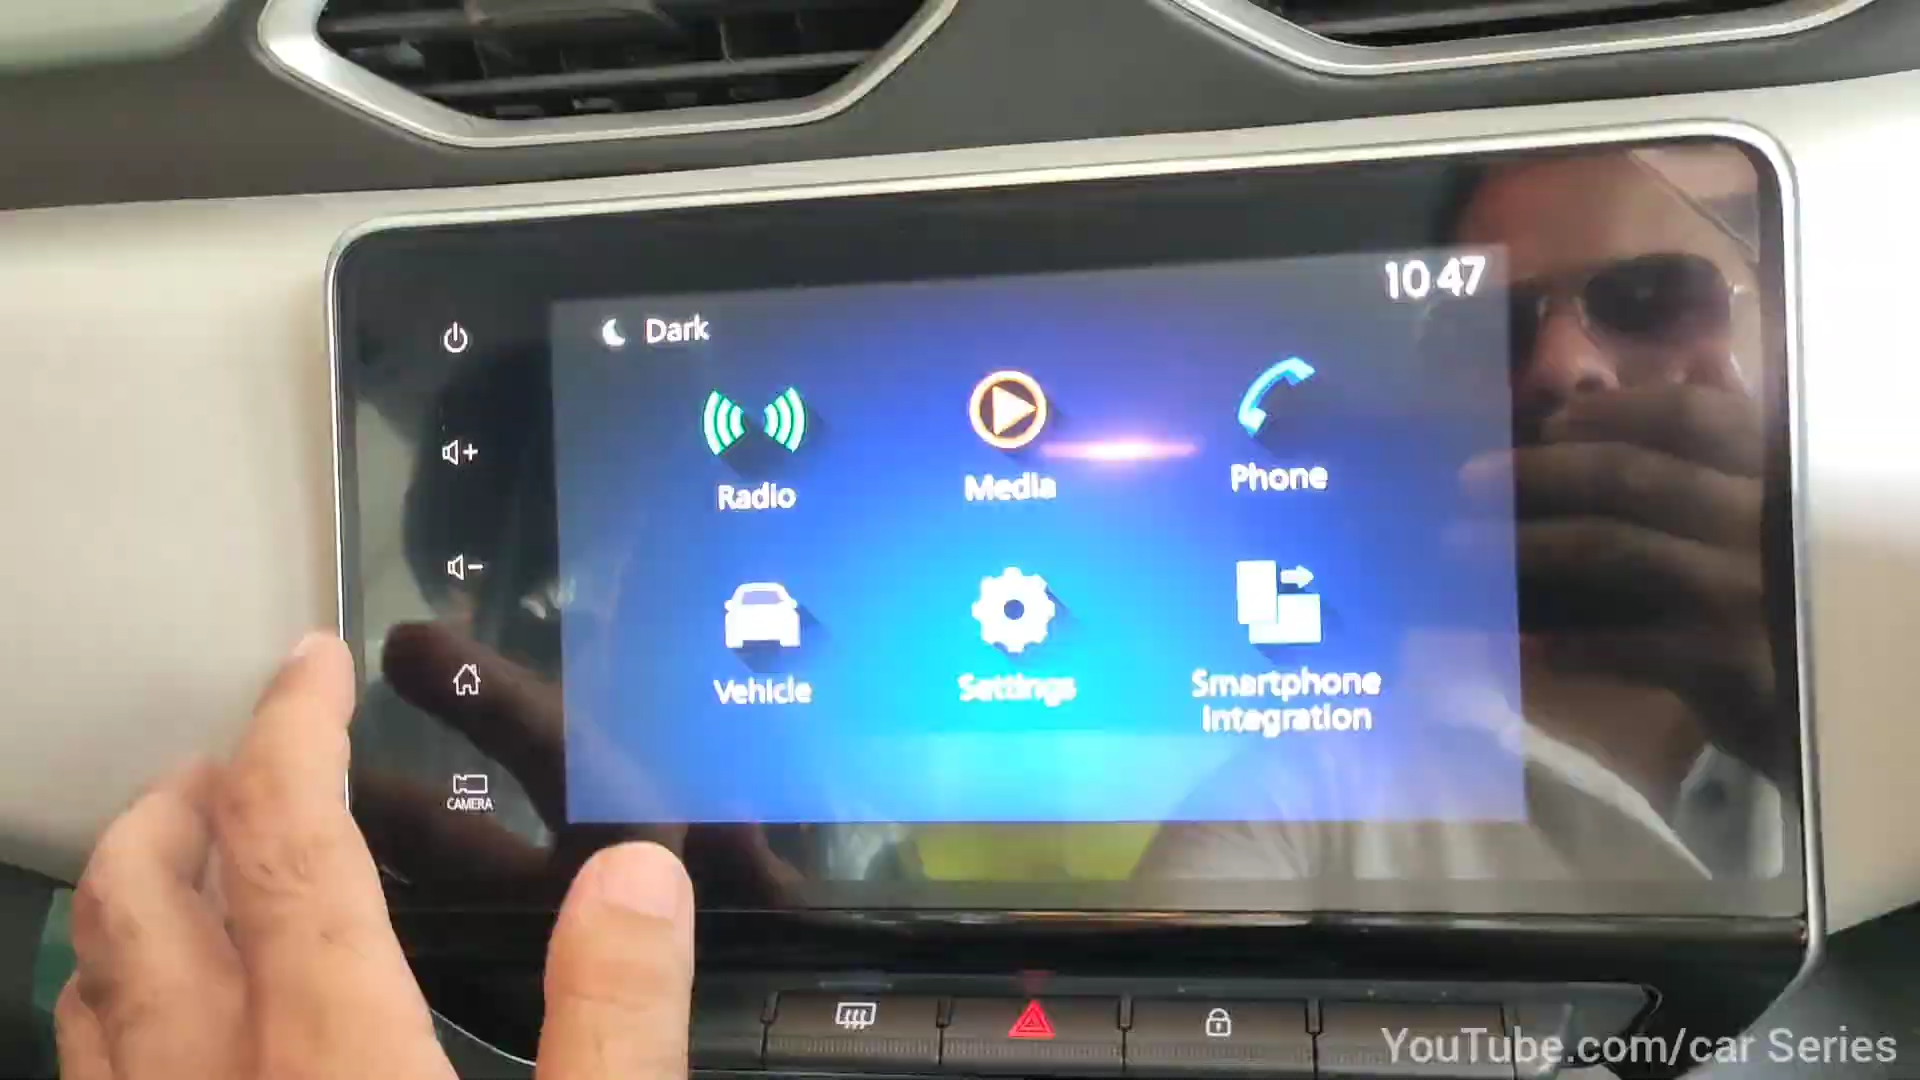 10:47
Dark
Radio
Media
Phone
Vehicle
Settings
Smartphone
Integration
CAMERA
YouTube.com/car Series